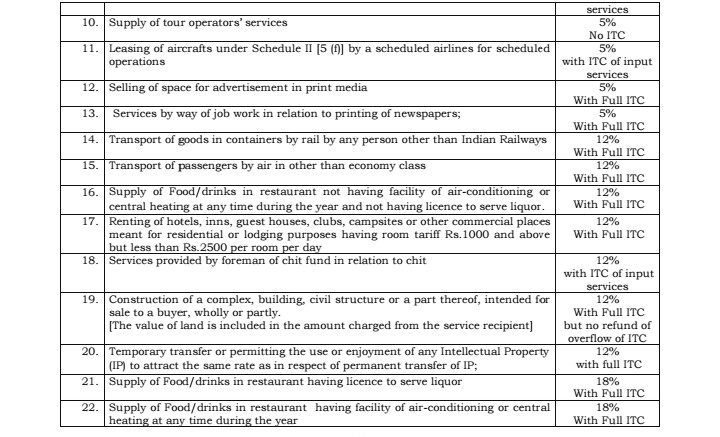 services
10. Supply of tour operators' services 5%
No ITC
11. Leasing of aircrafts under Schedule II [5 (f)] by a scheduled airlines for scheduled 5%
operations with ITC of input
services
12. Selling of space for advertisement in print media 5%
With Full ITC
13. Services by way of job work in relation to printing of newspapers; 5%
With Full ITC
14. Transport of goods in containers by rail by any person other than Indian Railways 12%
With Full ITC
15. Transport of passengers by air in other than economy class 12%
With Full ITC
16. Supply of Food/drinks in restaurant not having facility of air-conditioning or 12%
central heating at any time during the year and not having licence to serve liquor. With Full ITC
17. Renting of hotels, inns, guest houses, clubs, campsites or other commercial places 12%
meant for residential or lodging purposes having room tariff Rs.1000 and above With Full ITC
but less than Rs.2500 per room per day
18. Services provided by foreman of chit fund in relation to chit 12%
with ITC of input
services
19. Construction of a complex, building, civil structure or a part thereof, intended for 12%
sale to a buyer, wholly or partly. With Full ITC
[The value of land is included in the amount charged from the service recipient] but no refund of
overflow of ITC
20. Temporary transfer or permitting the use or enjoyment of any Intellectual Property 12%
(IP) to attract the same rate as in respect of permanent transfer of IP; with full ITC
21. Supply of Food/drinks in restaurant having licence to serve liquor 18%
With Full ITC
22. Supply of Food/drinks in restaurant having facility of air-conditioning or central 18%
heating at any time during the year With Full ITC